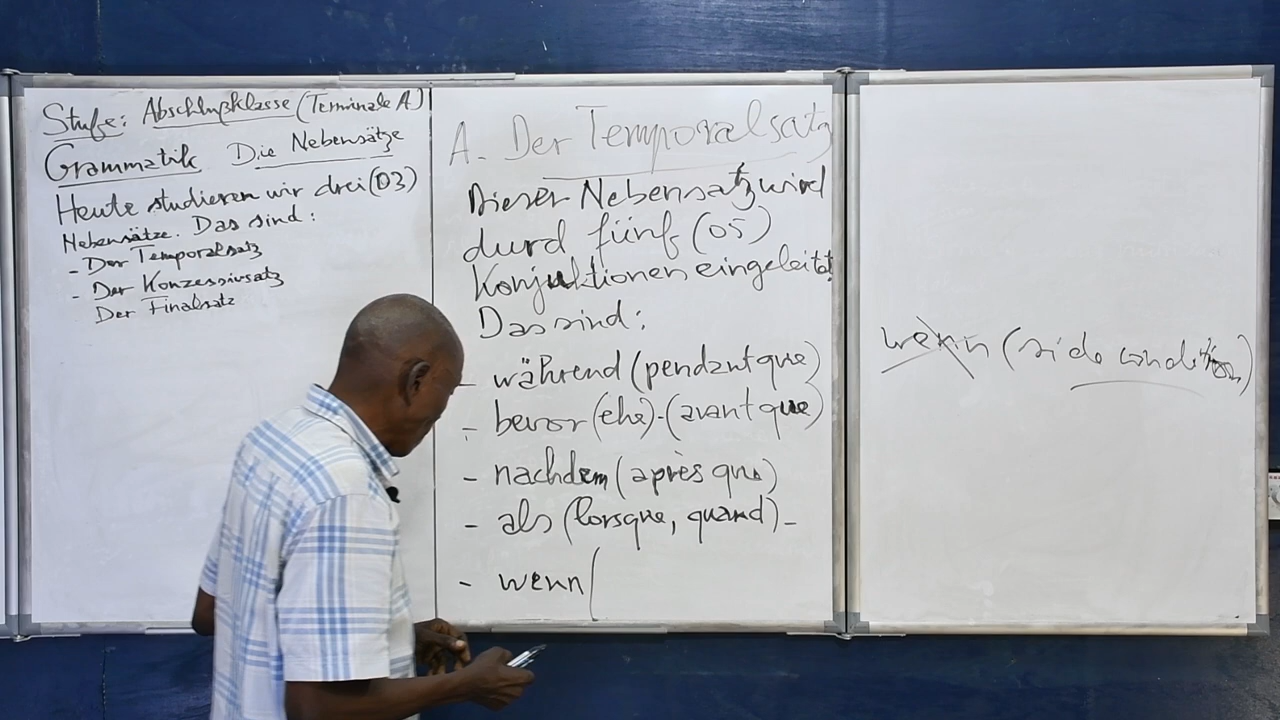 Stufe: Abschlußklasse (Terminale A)
Grammatik Die Nebensätze
Heute studieren wir drei (03)
Nebensätze. Das sind:
- Der Temporalsatz
- Der Konzessivsatz
Der Finalsatz
A. Der Temporalsatz
Dieser Nebensatz wird
durch fünf (05)
Konjuktionen eingeleitet
Das sind:
- während (pendant que)
- bevor (ehe) - (avant que)
- nachdem (après que)
- als (lorsque, quand) -
- wenn (
wenn (si de condition)